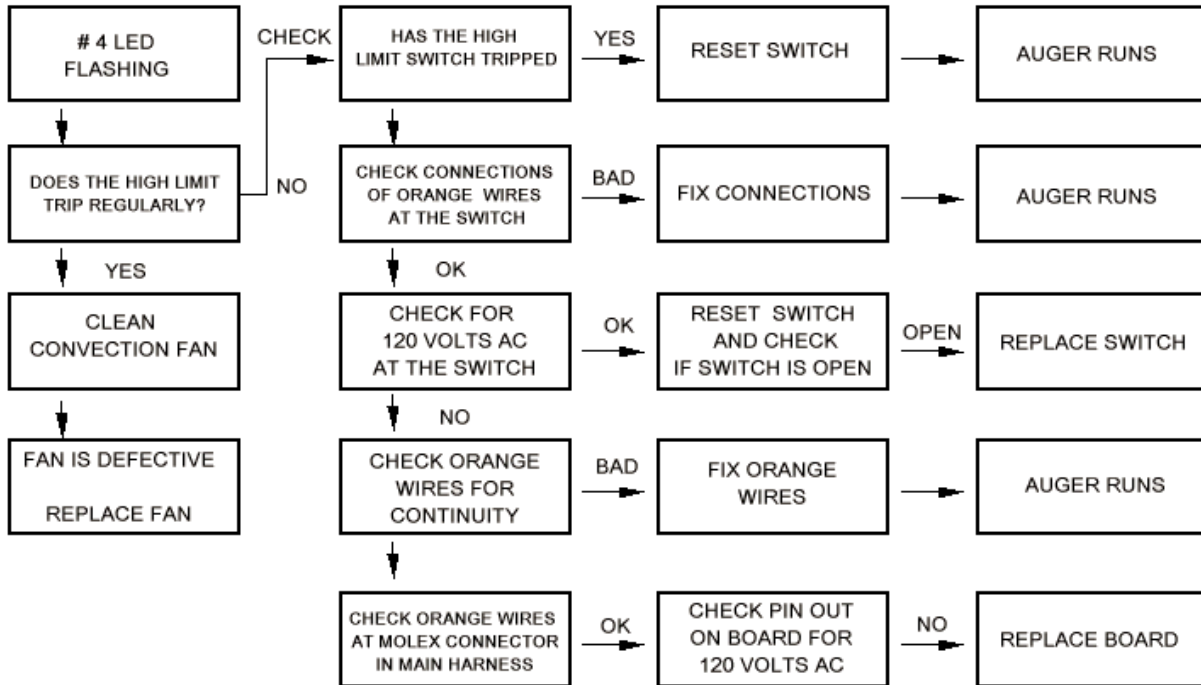 # 4 LED
FLASHING
CHECK
HAS THE HIGH
LIMIT SWITCH TRIPPED
YES
RESET SWITCH
AUGER RUNS
DOES THE HIGH LIMIT
TRIP REGULARLY?
NO
CHECK CONNECTIONS
OF ORANGE WIRES
AT THE SWITCH
BAD
FIX CONNECTIONS
AUGER RUNS
YES
OK
CLEAN
CONVECTION FAN
CHECK FOR
120 VOLTS AC
AT THE SWITCH
OK
RESET SWITCH
AND CHECK
IF SWITCH IS OPEN
OPEN
REPLACE SWITCH
NO
FAN IS DEFECTIVE
REPLACE FAN
CHECK ORANGE
WIRES FOR
CONTINUITY
BAD
FIX ORANGE
WIRES
AUGER RUNS
CHECK ORANGE WIRES
AT MOLEX CONNECTOR
IN MAIN HARNESS
OK
CHECK PIN OUT
ON BOARD FOR
120 VOLTS AC
NO
REPLACE BOARD